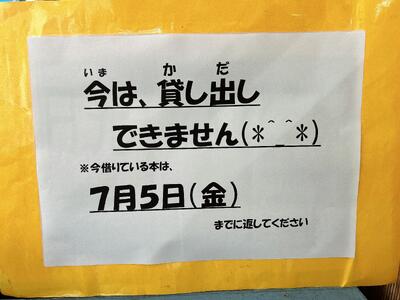 いま か だ
今は、貸し出し
できません(*^_^*)
※今借りている本は、
7月5日(金)
までに返してください